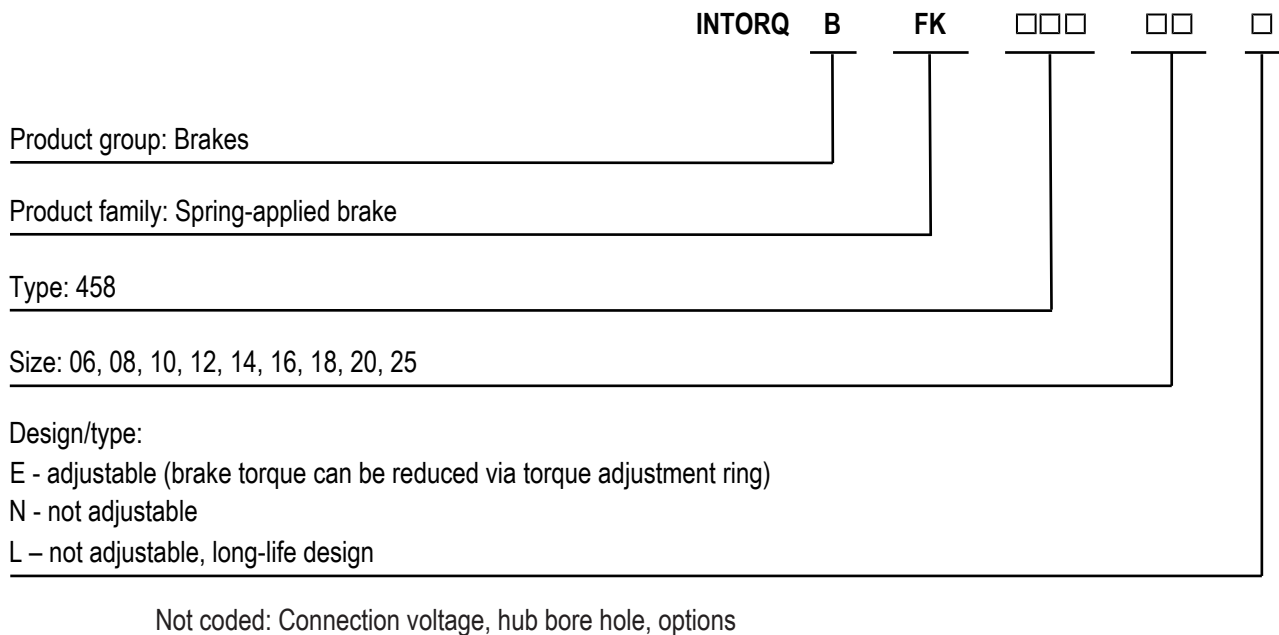 INTORQ B FK □□□ □□ □
Product group: Brakes
Product family: Spring-applied brake
Type: 458
Size: 06, 08, 10, 12, 14, 16, 18, 20, 25
Design/type:
E - adjustable (brake torque can be reduced via torque adjustment ring)
N - not adjustable
L – not adjustable, long-life design
Not coded: Connection voltage, hub bore hole, options